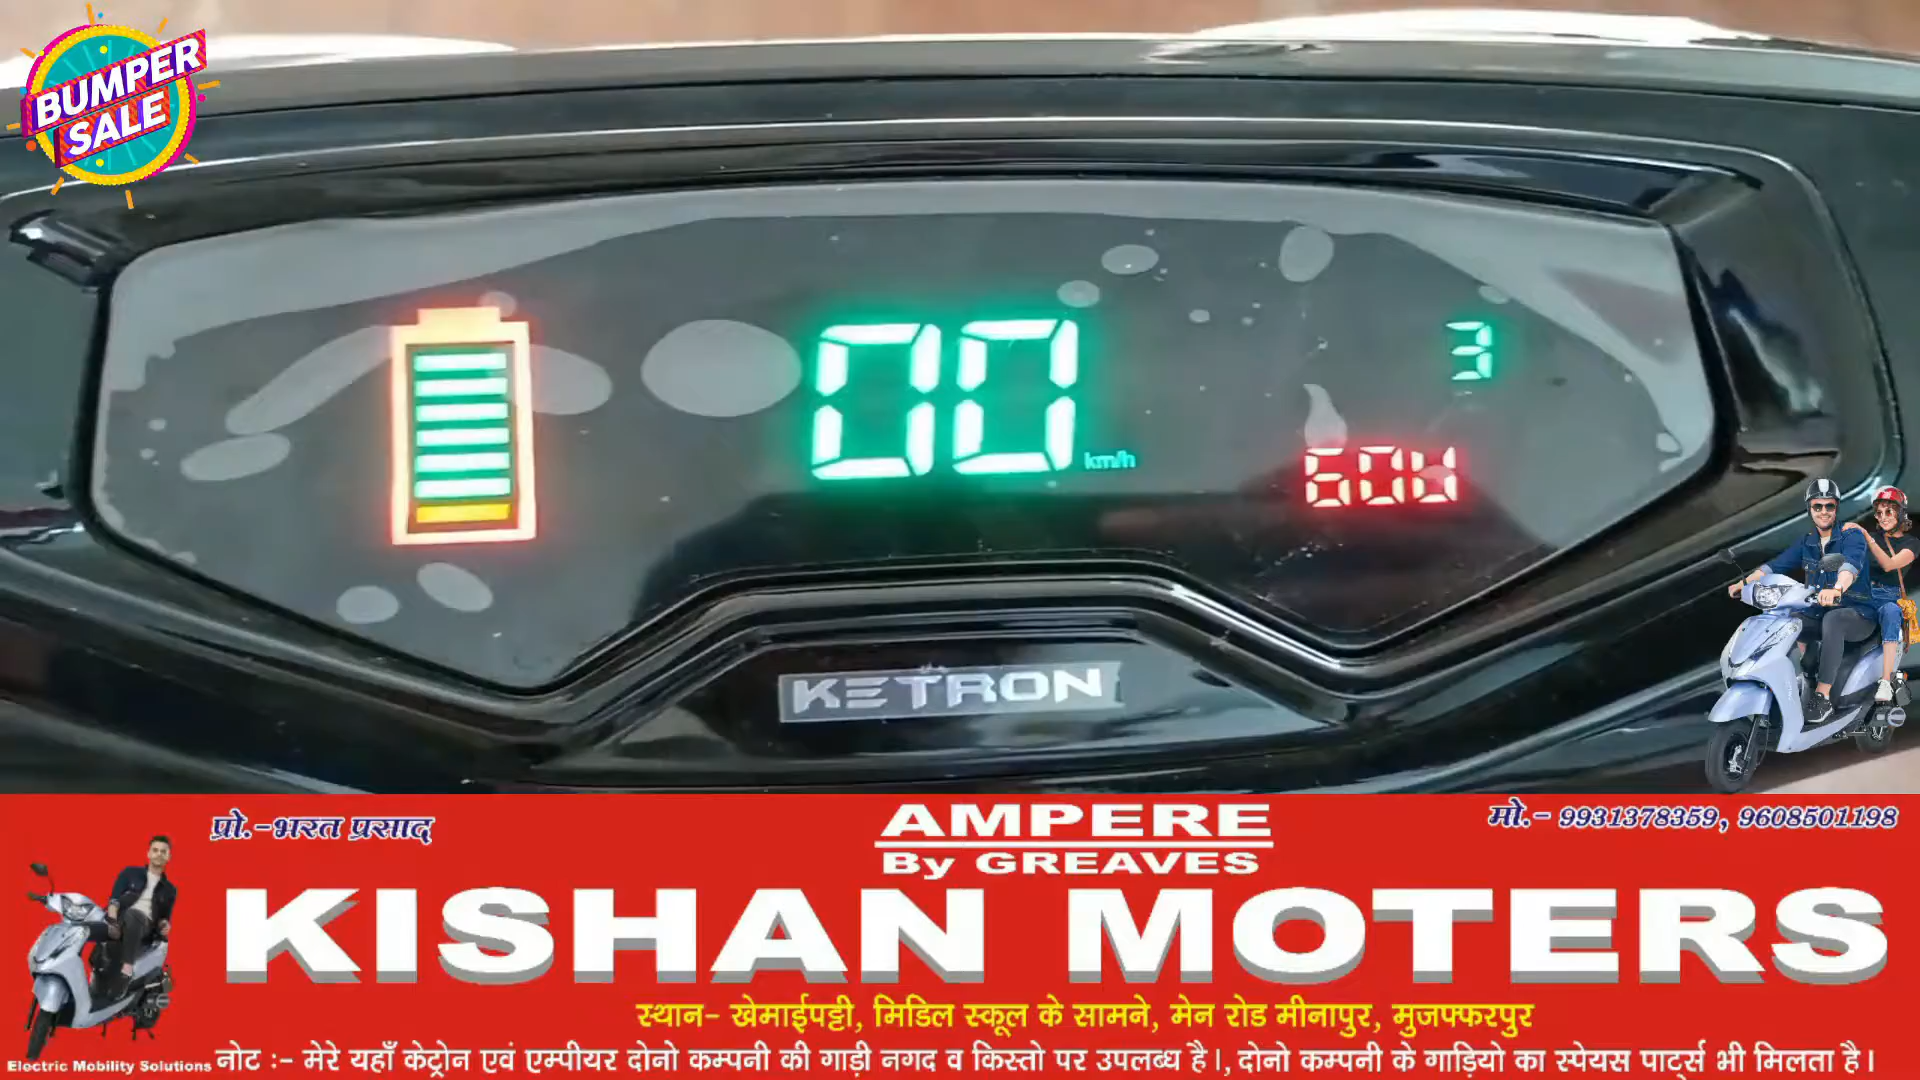 BUMPER
SALE
00 km/h
3
60V
KETRON
प्रो.-भरत प्रसाद
AMPERE
By GREAVES
मो.- 9931378359, 9608501198
KISHAN MOTERS
स्थान- खेमाईपट्टी, मिडिल स्कूल के सामने, मेन रोड मीनापुर, मुजफ्फरपुर
Electric Mobility Solutions
नोट :- मेरे यहाँ केट्रोन एवं एम्पीयर दोनो कम्पनी की गाड़ी नगद व किस्तो पर उपलब्ध है।, दोनो कम्पनी के गाड़ियो का स्पेयस पार्ट्स भी मिलता है।